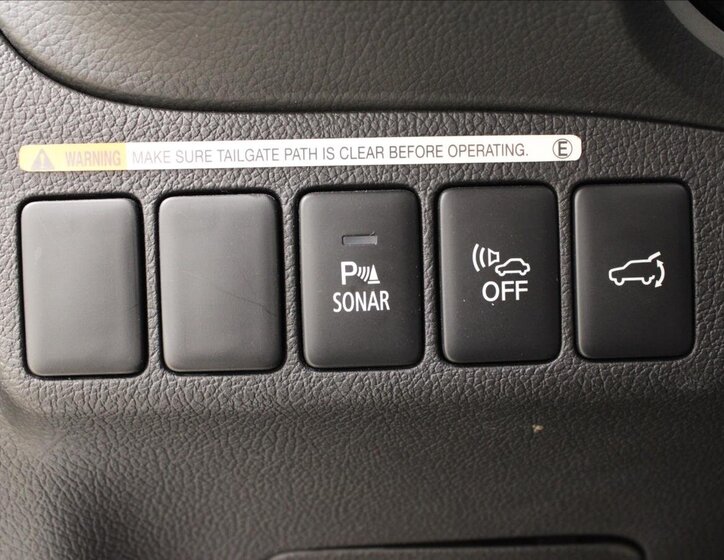 WARNING MAKE SURE TAILGATE PATH IS CLEAR BEFORE OPERATING. E
P
SONAR
OFF